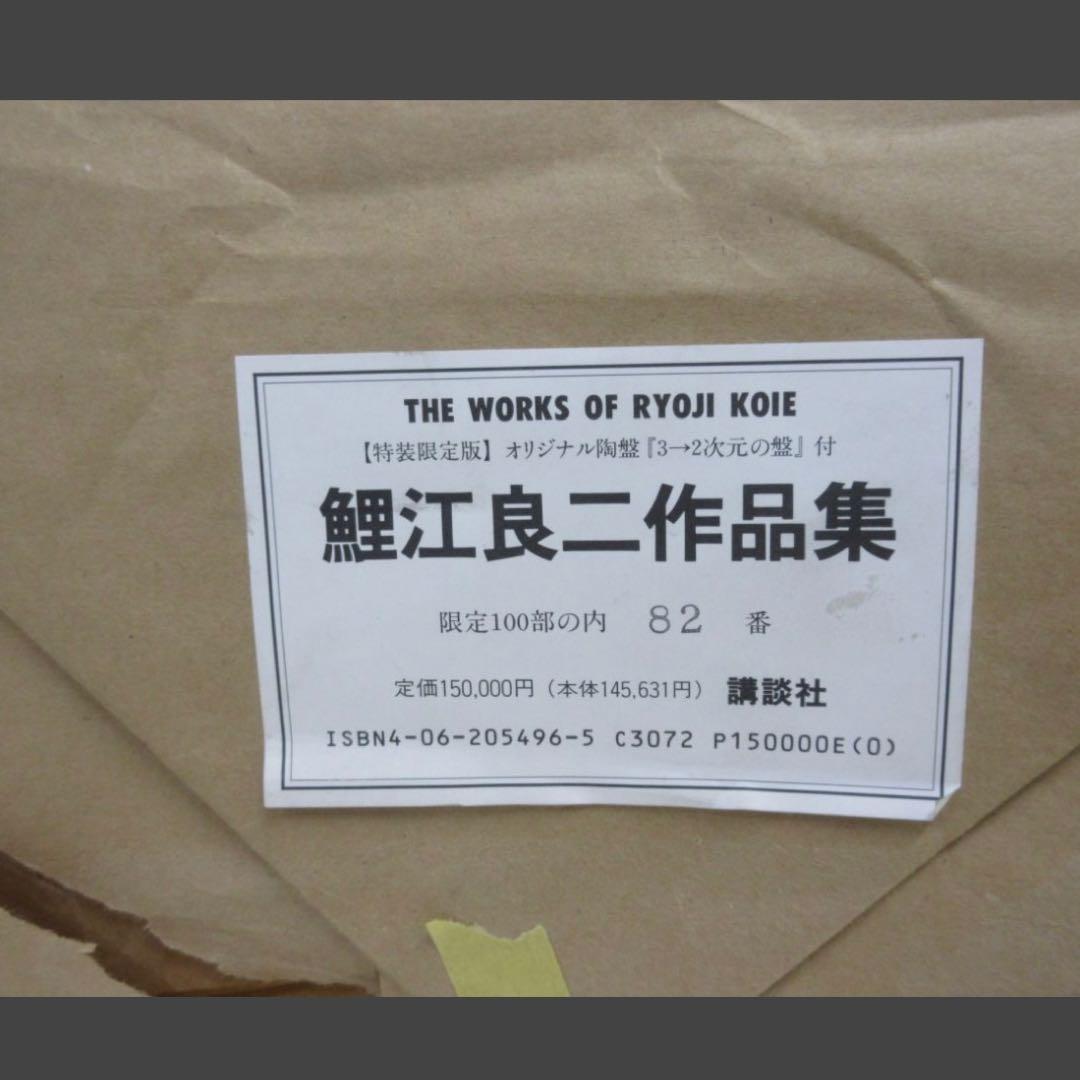 THE WORKS OF RYOJI KOIE
【特装限定版】オリジナル陶盤『3→2次元の盤』付
鯉江良二作品集
限定100部の内 82 番
定価150,000円（本体145,631円） 講談社
ISBN4-06-205496-5 C3072 P150000E(0)